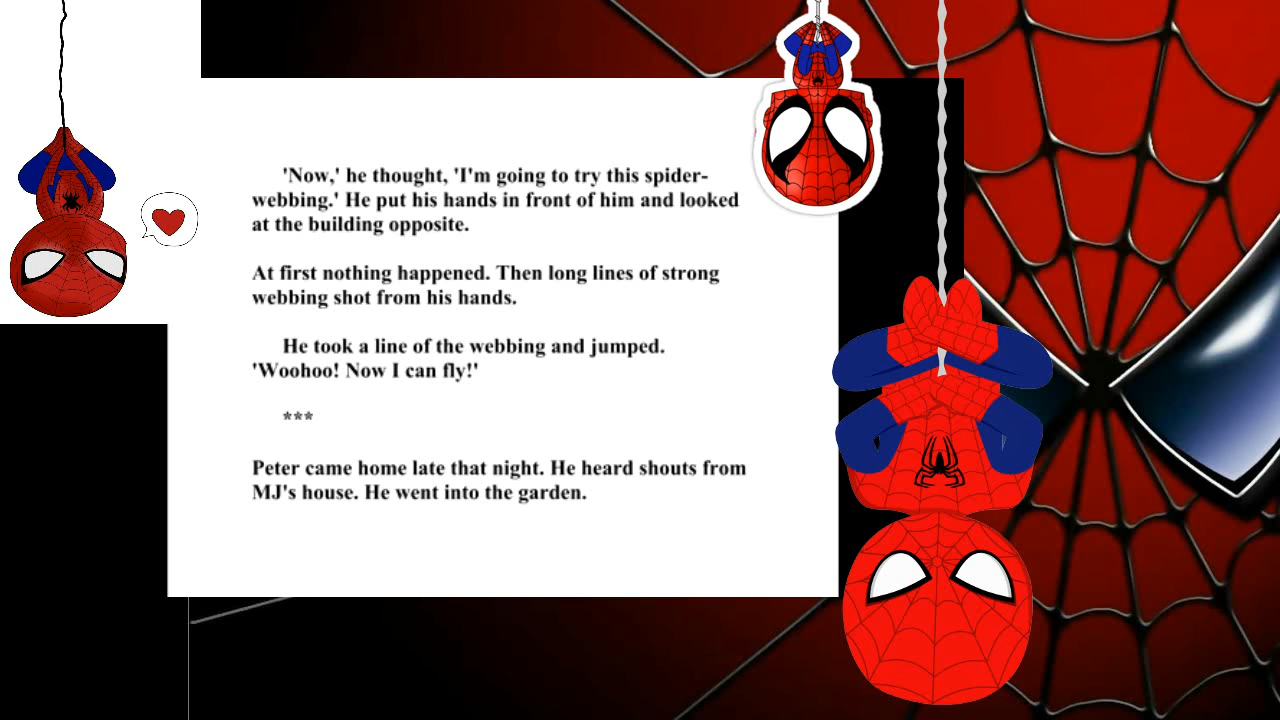 'Now,' he thought, 'I'm going to try this spider-
webbing.' He put his hands in front of him and looked
at the building opposite.
At first nothing happened. Then long lines of strong
webbing shot from his hands.
He took a line of the webbing and jumped.
'Woohoo! Now I can fly!'
***
Peter came home late that night. He heard shouts from
MJ's house. He went into the garden.